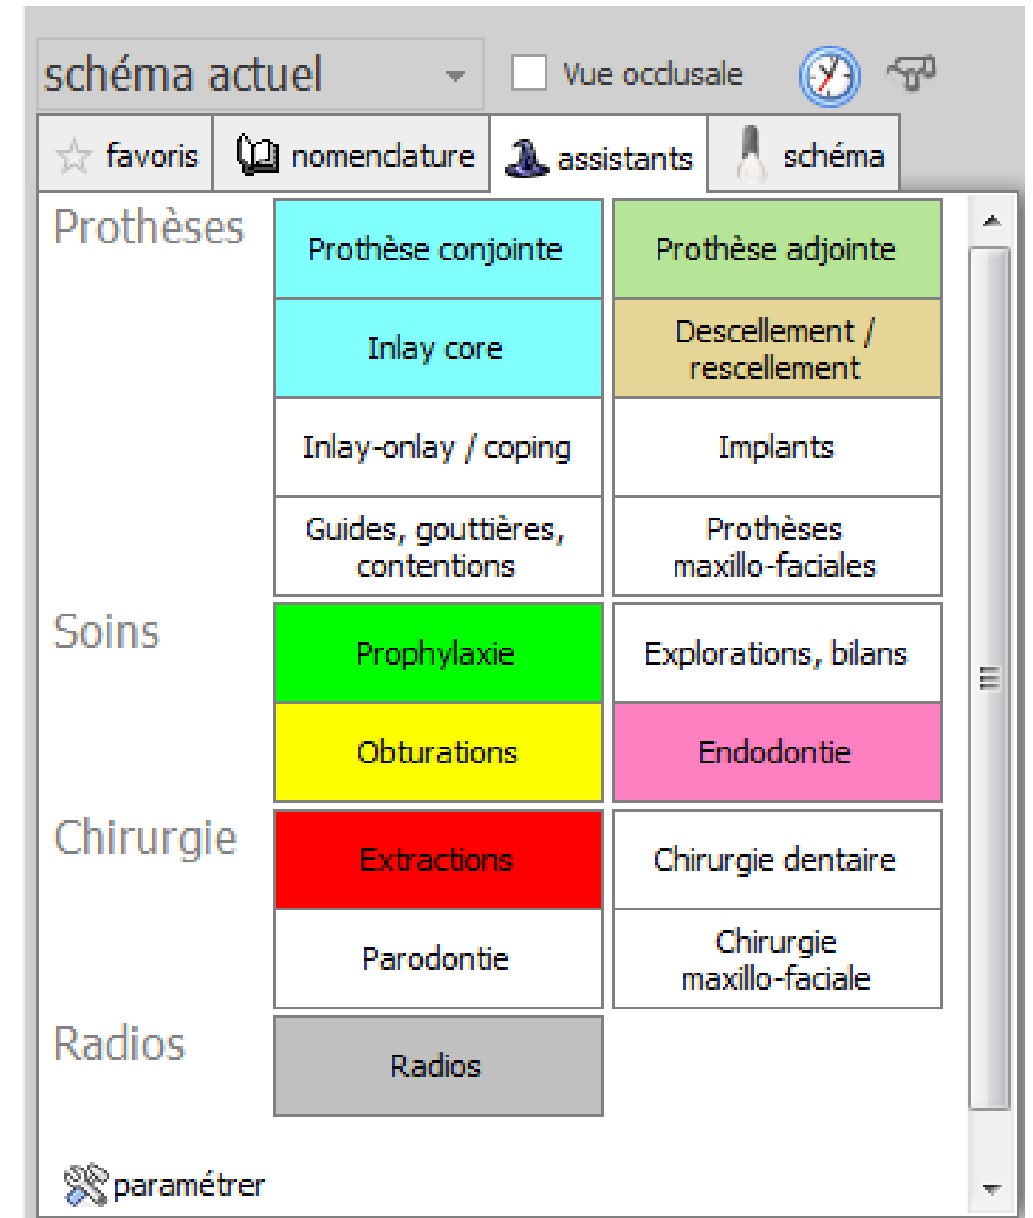 schéma actuel Vue occlusale
favoris nomenclature assistants schéma
Prothèses
Prothèse conjointe Prothèse adjointe
Inlay core Descellement /
rescellement
Inlay-onlay / coping Implants
Guides, gouttières,
contentions
Prothèses
maxillo-faciales
Soins
Prophylaxie Explorations, bilans
Obturations Endodontie
Chirurgie
Extractions Chirurgie dentaire
Parodontie Chirurgie
maxillo-faciale
Radios
Radios
paramétrer